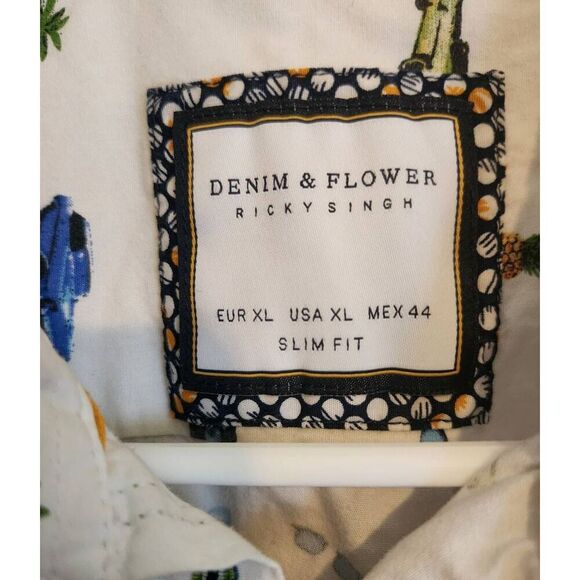 DENIM & FLOWER
RICKY SINGH
EUR XL USA XL MEX 44
SLIM FIT